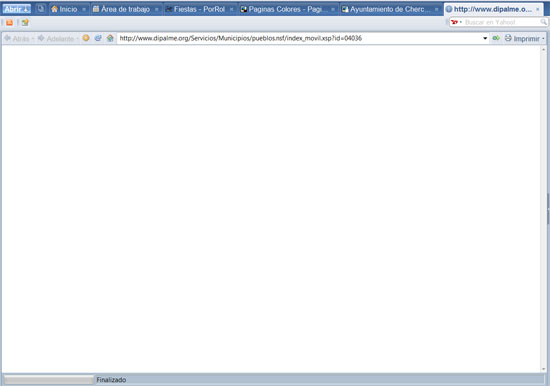 Abrir Inicio Área de trabajo Fiestas - PorRol Paginas Colores - Pagi... Ayuntamiento de Cherc... http://www.dipalme.o...
Buscar en Yahoo!
Atrás Adelante http://www.dipalme.org/Servicios/Municipios/pueblos.nsf/index_movil.xsp?id=04036 Imprimir
Finalizado